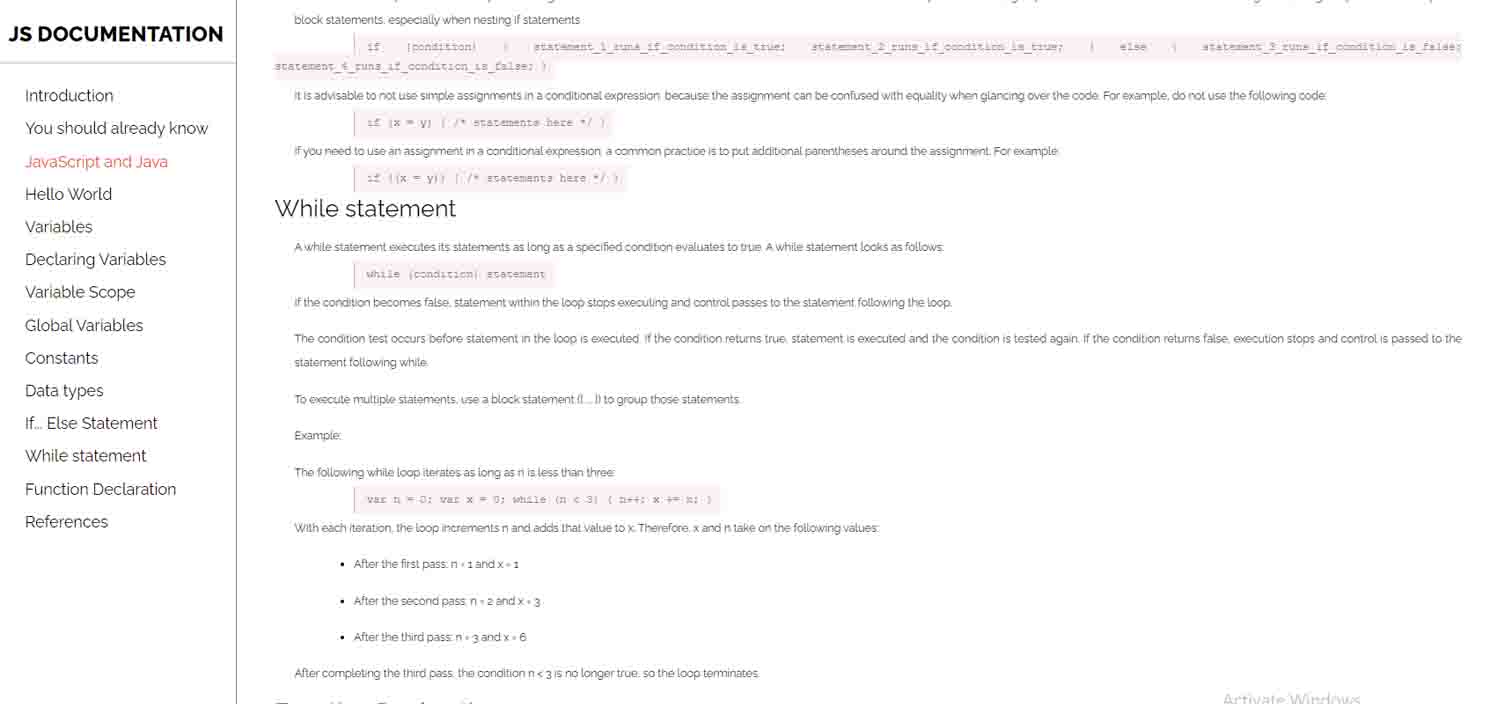 JS DOCUMENTATION
Introduction
You should already know
JavaScript and Java
Hello World
Variables
Declaring Variables
Variable Scope
Global Variables
Constants
Data types
If... Else Statement
While statement
Function Declaration
References
block statements, especially when nesting if statements
if (condition) { statement_1_runs_if_condition_is_true; statement_2_runs_if_condition_is_true; } else { statement_3_runs_if_condition_is_false;
statement_4_runs_if_condition_is_false; }
It is advisable to not use simple assignments in a conditional expression, because the assignment can be confused with equality when glancing over the code. For example, do not use the following code:
if (x = y) { /* statements here */ }
If you need to use an assignment in a conditional expression, a common practice is to put additional parentheses around the assignment. For example:
if ((x = y)) { /* statements here */ }
While statement
A while statement executes its statements as long as a specified condition evaluates to true. A while statement looks as follows:
while (condition) statement
If the condition becomes false, statement within the loop stops executing and control passes to the statement following the loop.
The condition test occurs before statement in the loop is executed. If the condition returns true, statement is executed and the condition is tested again. If the condition returns false, execution stops and control is passed to the
statement following while.
To execute multiple statements, use a block statement ({ ... }) to group those statements.
Example:
The following while loop iterates as long as n is less than three:
var n = 0; var x = 0; while (n < 3) { n++; x += n; }
With each iteration, the loop increments n and adds that value to x. Therefore, x and n take on the following values:
• After the first pass: n = 1 and x = 1
• After the second pass: n = 2 and x = 3
• After the third pass: n = 3 and x = 6
After completing the third pass, the condition n < 3 is no longer true, so the loop terminates.
Activate Windows